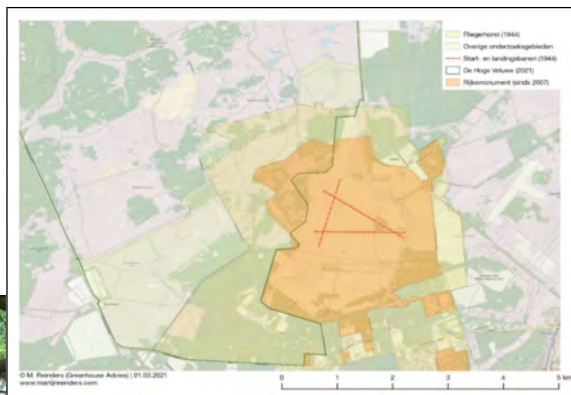 Fliegerhorst (1944)
Overige onderzoeksgebieden
Start- en landingsbanen (1944)
De Hoge Veluwe (2021)
Rijksmonument (sinds 2007)
© M. Reinders (Greenhouse Advies) | 01.03.2021
www.martijnreinders.com
0 1 2 3 4 5 km